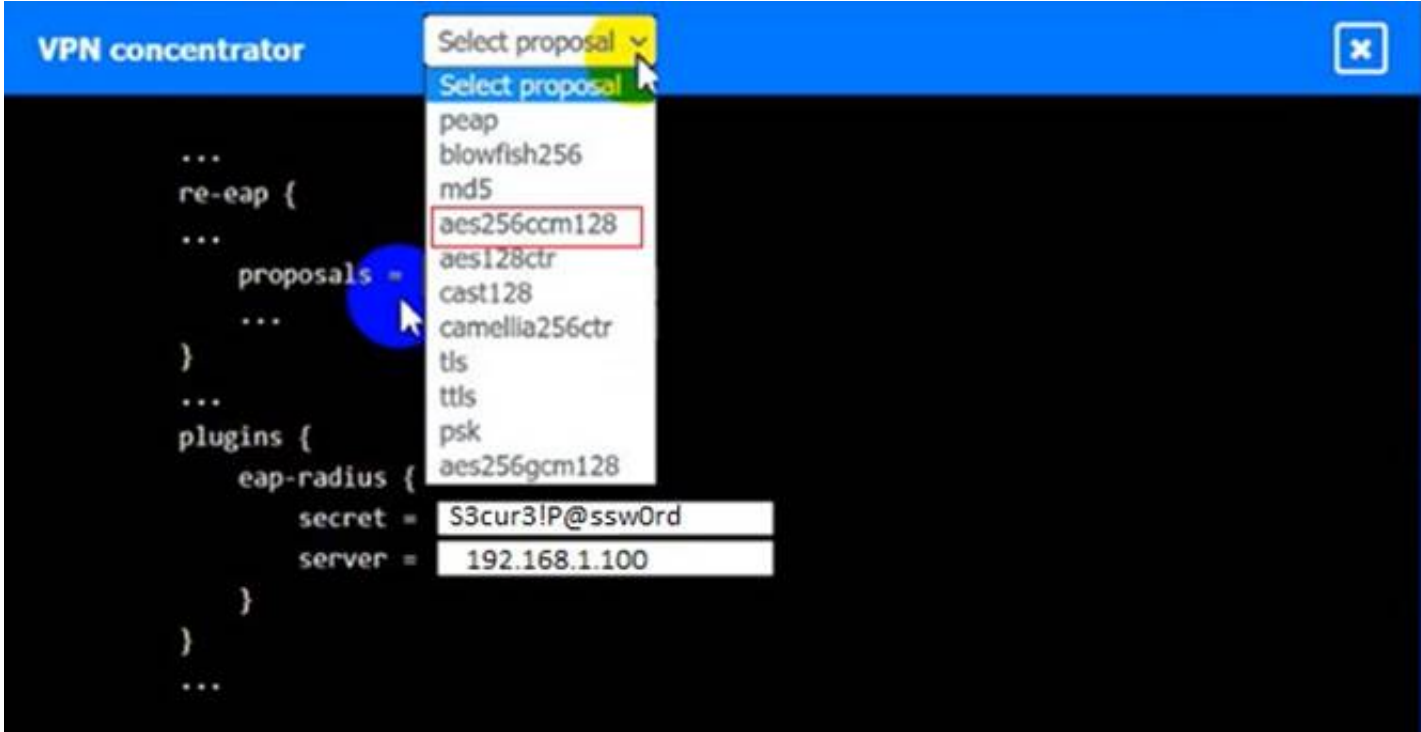 VPN concentrator
Select proposal
Select proposal
peap
blowfish256
md5
aes256ccm128
aes128ctr
cast128
camellia256ctr
tls
ttls
psk
aes256gcm128
...
re-eap {
...
proposals =
...
}
...
plugins {
eap-radius {
secret = S3cur3!P@ssw0rd
server = 192.168.1.100
}
}
...